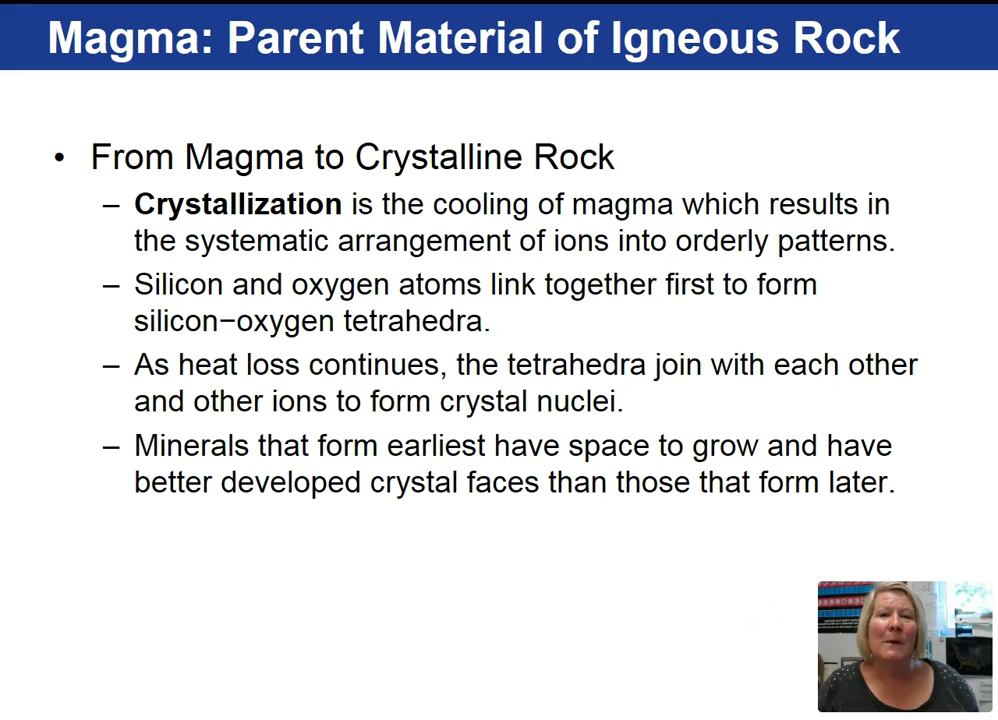 Magma: Parent Material of Igneous Rock
• From Magma to Crystalline Rock
– Crystallization is the cooling of magma which results in
the systematic arrangement of ions into orderly patterns.
– Silicon and oxygen atoms link together first to form
silicon−oxygen tetrahedra.
– As heat loss continues, the tetrahedra join with each other
and other ions to form crystal nuclei.
– Minerals that form earliest have space to grow and have
better developed crystal faces than those that form later.